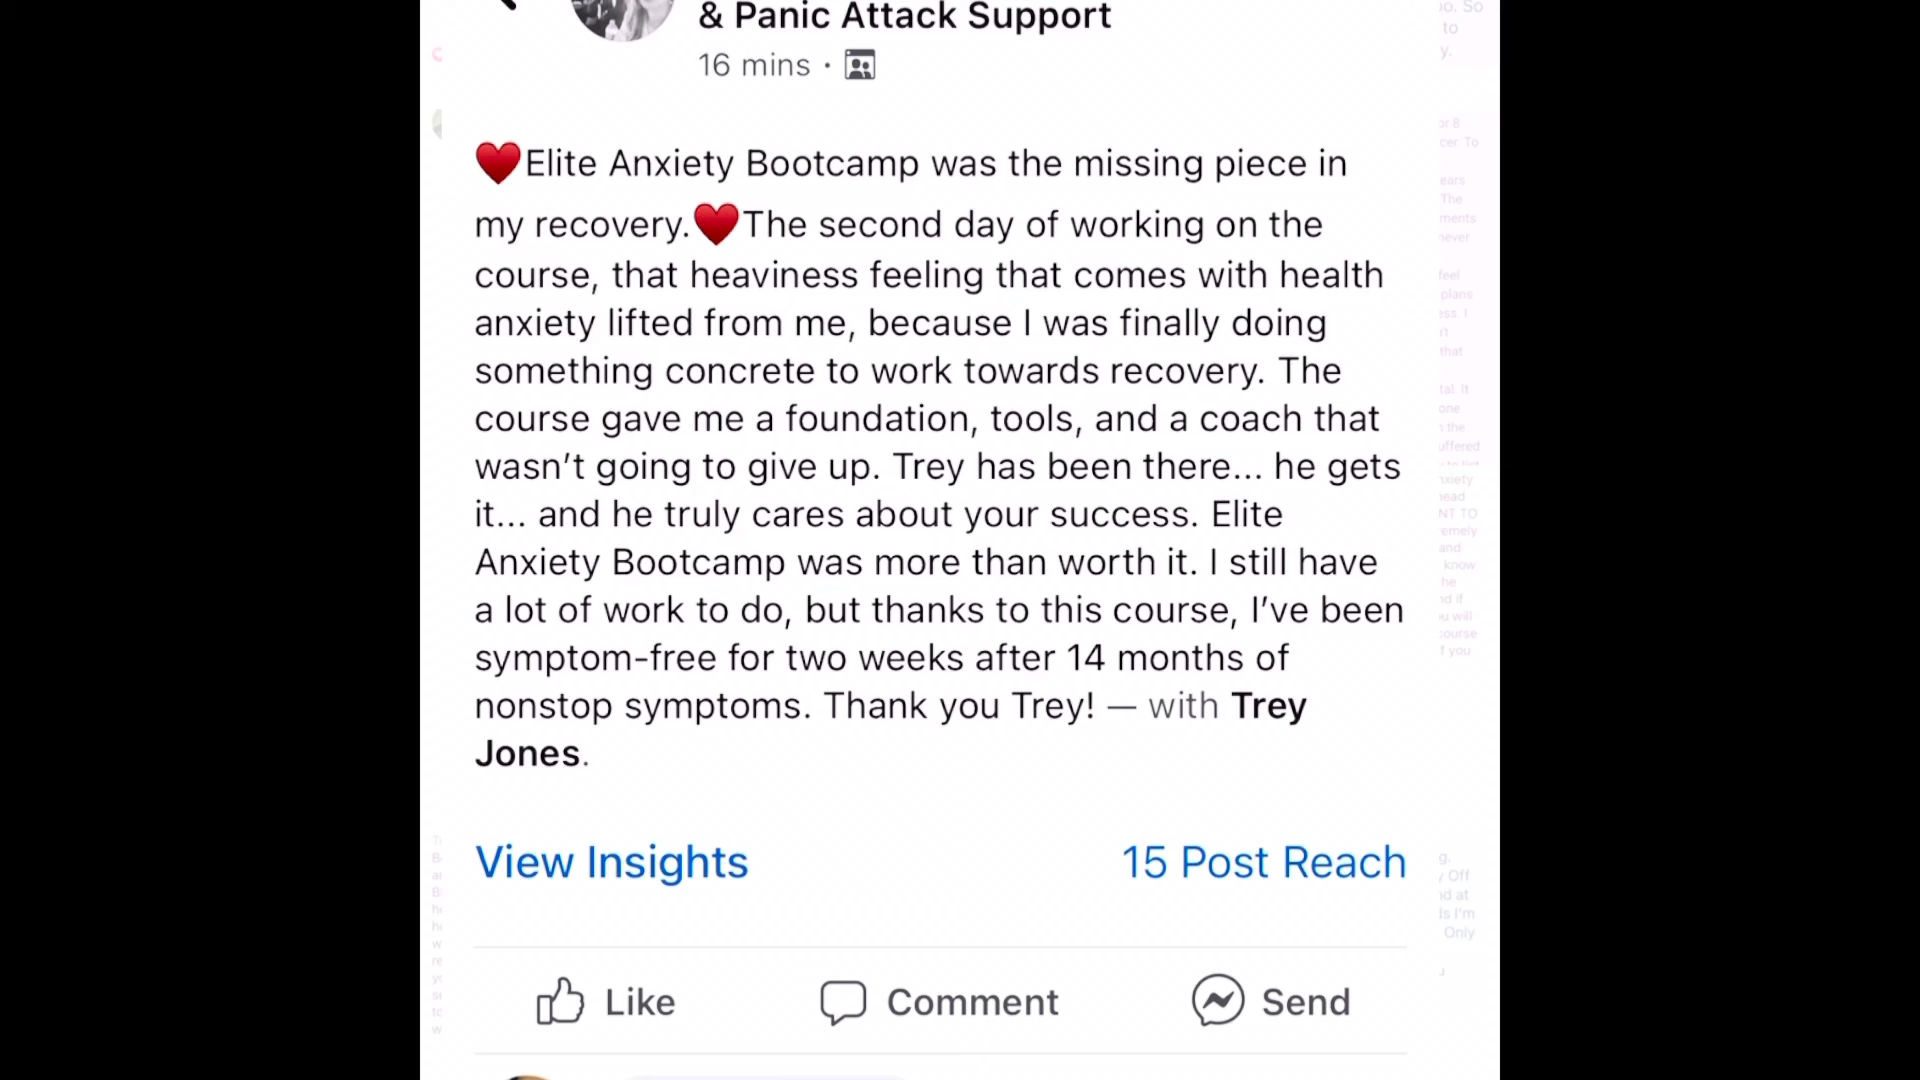 & Panic Attack Support
16 mins ·
❤️Elite Anxiety Bootcamp was the missing piece in
my recovery.❤️The second day of working on the
course, that heaviness feeling that comes with health
anxiety lifted from me, because I was finally doing
something concrete to work towards recovery. The
course gave me a foundation, tools, and a coach that
wasn’t going to give up. Trey has been there... he gets
it... and he truly cares about your success. Elite
Anxiety Bootcamp was more than worth it. I still have
a lot of work to do, but thanks to this course, I’ve been
symptom-free for two weeks after 14 months of
nonstop symptoms. Thank you Trey! — with Trey
Jones.
View Insights
15 Post Reach
Like
Comment
Send